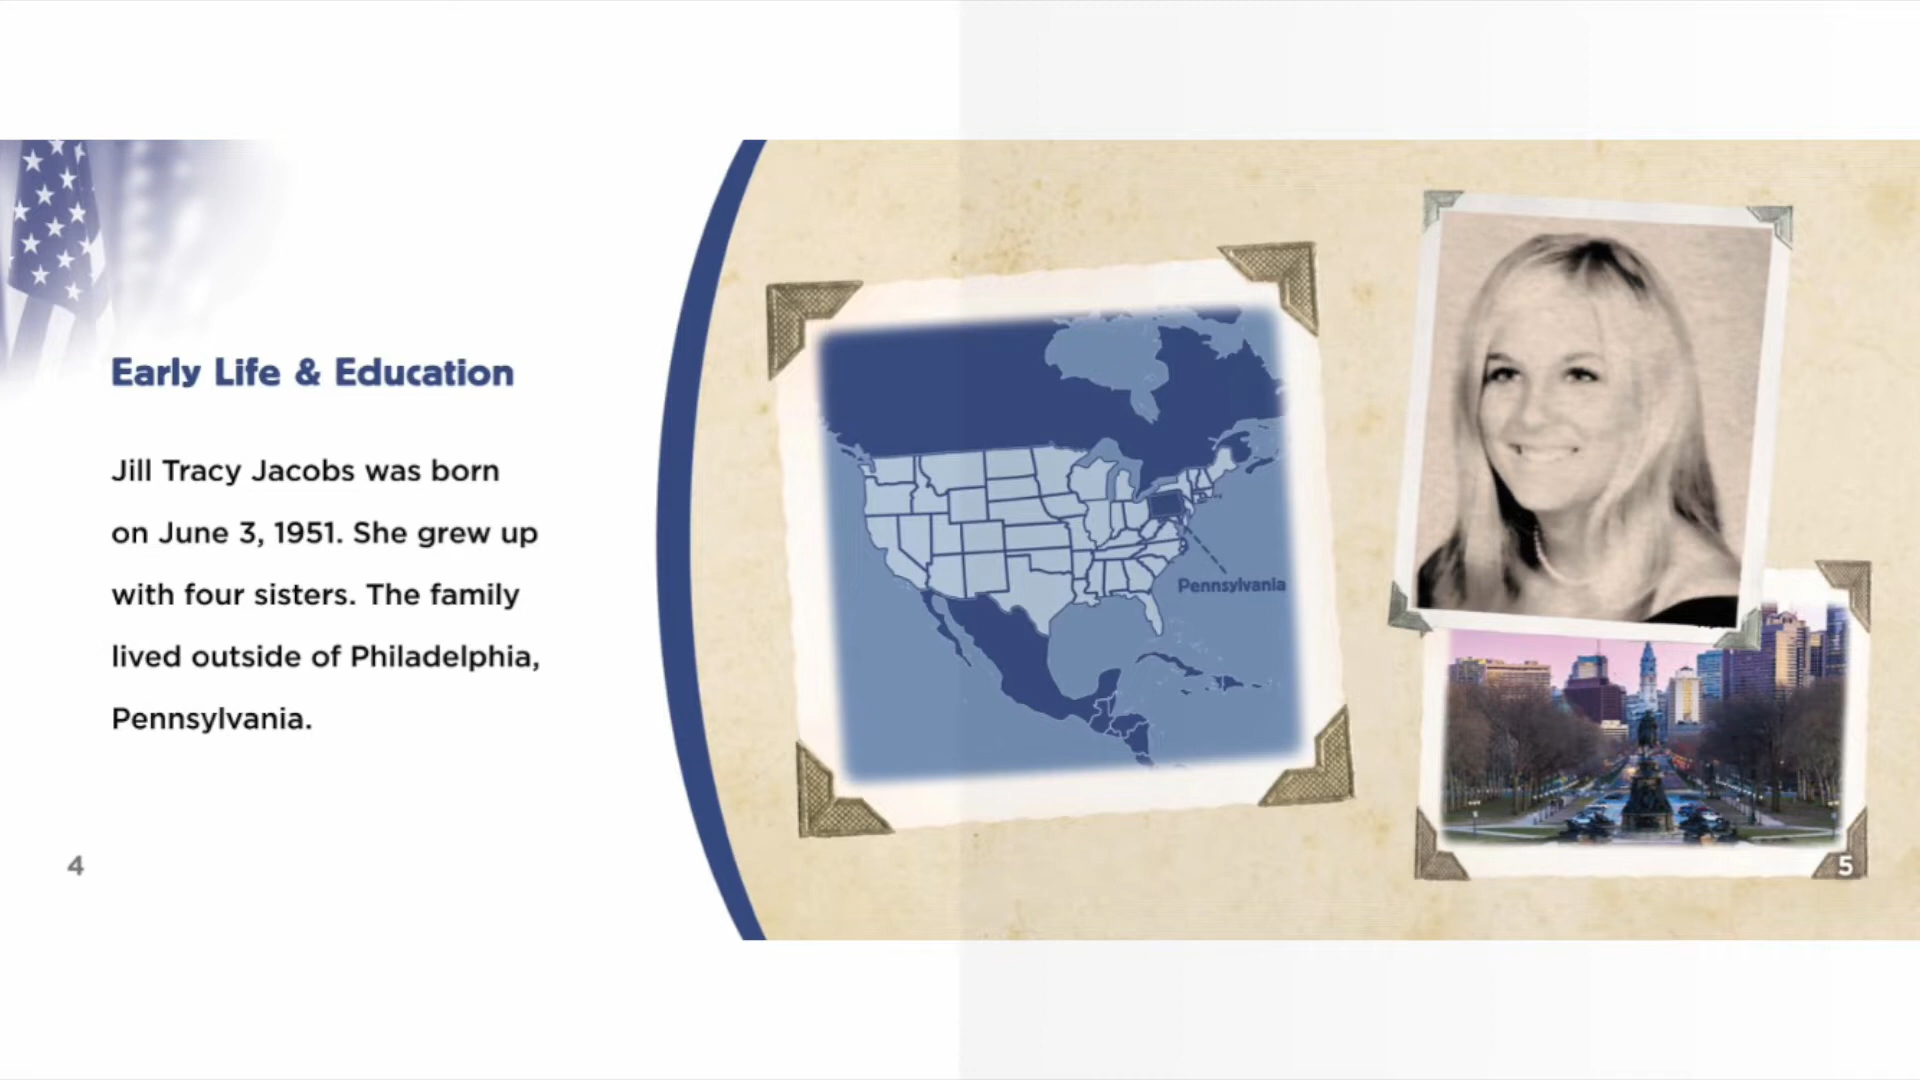 Early Life & Education
Jill Tracy Jacobs was born
on June 3, 1951. She grew up
with four sisters. The family
lived outside of Philadelphia,
Pennsylvania.
4
Pennsylvania
5